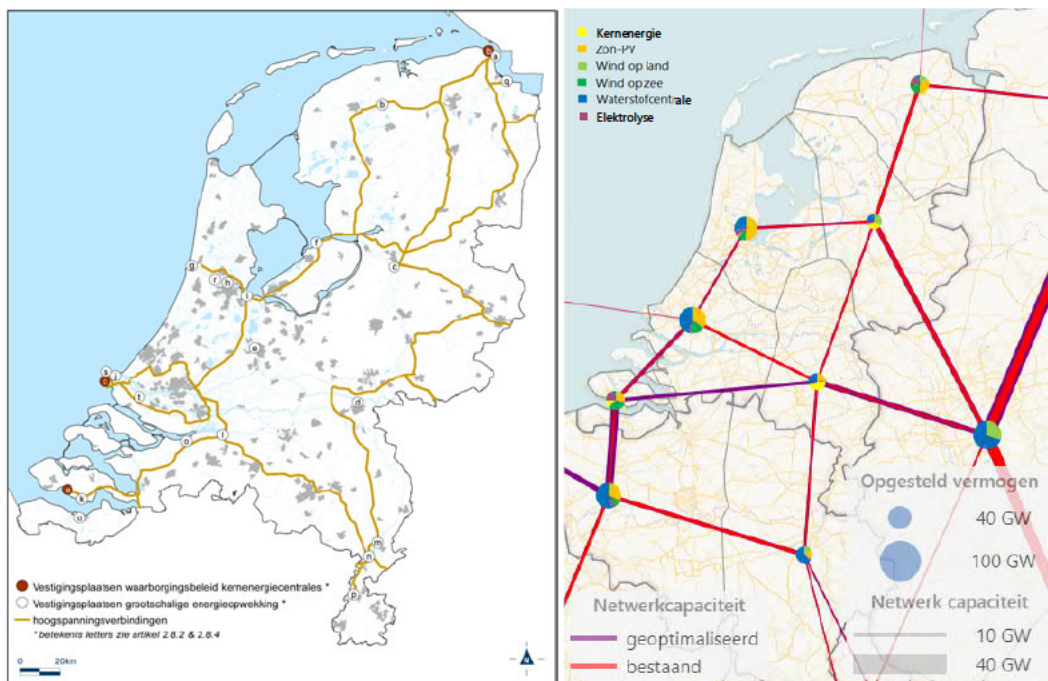 b
a
q
b
f
g
c
r
h
i
e
s
j
c
t
d
o
l
a
k
u
m
n
p
Vestigingsplaatsen waarborgingsbeleid kernenergiecentrales *
Vestigingsplaatsen grootschalige energieopwekking *
hoogspanningsverbindingen
* betekenis letters zie artikel 2.8.2 & 2.8.4
0 20km
Kernenergie
Zon-PV
Wind op land
Wind op zee
Waterstofcentrale
Elektrolyse
Opgesteld vermogen
40 GW
100 GW
Netwerkcapaciteit
geoptimaliseerd
bestaand
Netwerk capaciteit
10 GW
40 GW